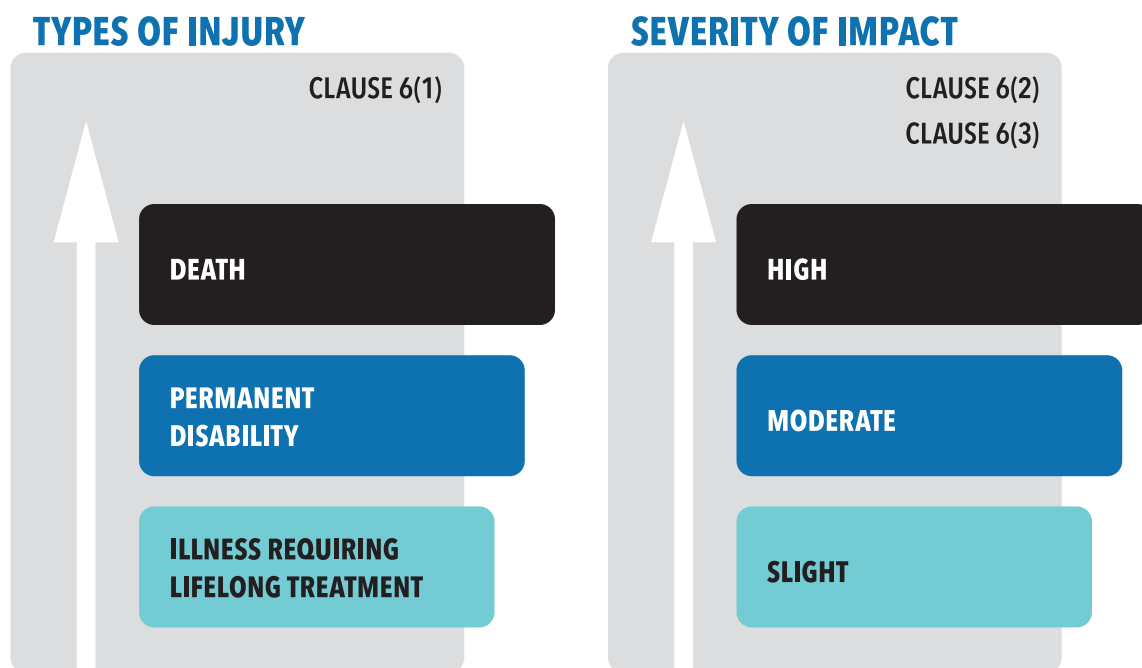 TYPES OF INJURY
CLAUSE 6(1)
DEATH
PERMANENT
DISABILITY
ILLNESS REQUIRING
LIFELONG TREATMENT
SEVERITY OF IMPACT
CLAUSE 6(2)
CLAUSE 6(3)
HIGH
MODERATE
SLIGHT